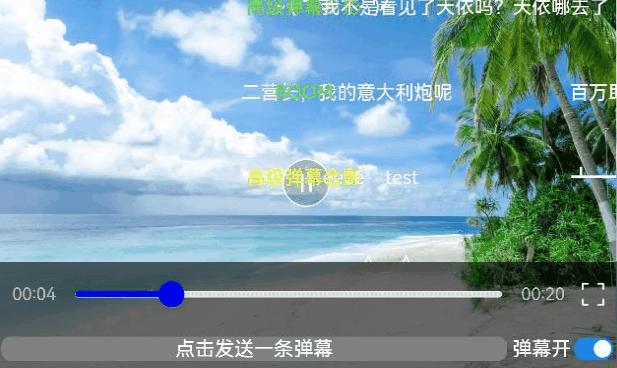 高级弹幕 我不是看见了天依吗？天依哪去了
二营长，我的意大利炮呢 百万
高级弹幕 test
00:04 00:20
点击发送一条弹幕 弹幕开